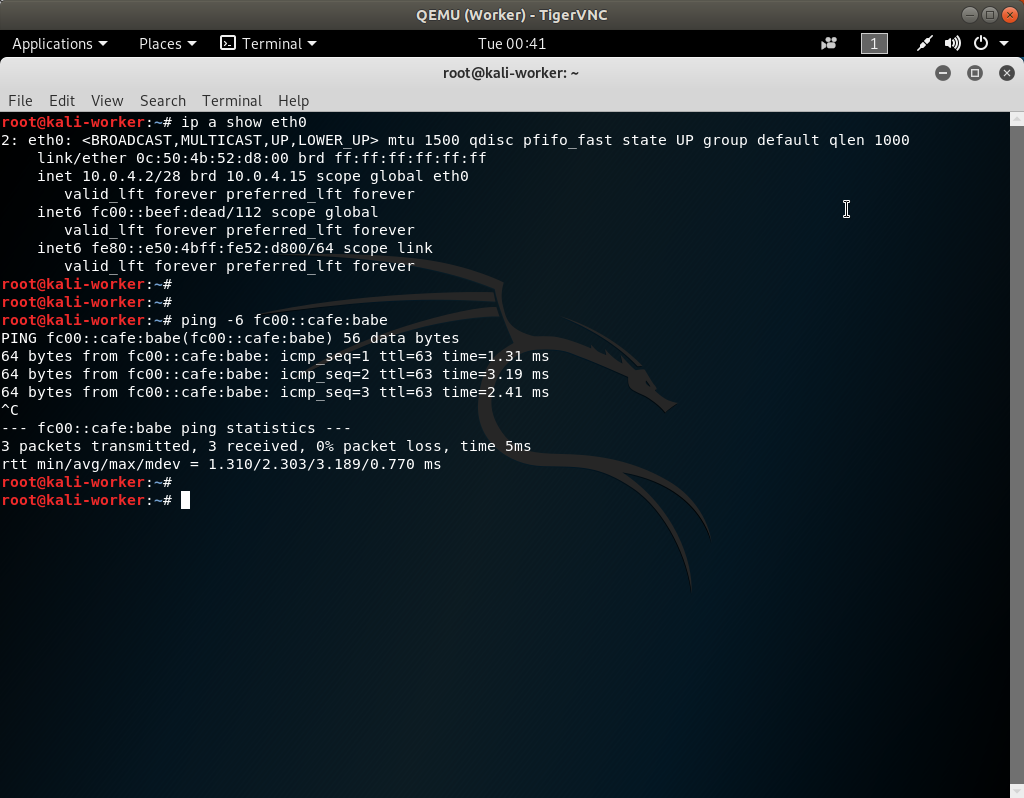 QEMU (Worker) - TigerVNC
Applications Places Terminal Tue 00:41 1
root@kali-worker: ~
File Edit View Search Terminal Help
root@kali-worker:~# ip a show eth0
2: eth0: <BROADCAST,MULTICAST,UP,LOWER_UP> mtu 1500 qdisc pfifo_fast state UP group default qlen 1000
    link/ether 0c:50:4b:52:d8:00 brd ff:ff:ff:ff:ff:ff
    inet 10.0.4.2/28 brd 10.0.4.15 scope global eth0
       valid_lft forever preferred_lft forever
    inet6 fc00::beef:dead/112 scope global
       valid_lft forever preferred_lft forever
    inet6 fe80::e50:4bff:fe52:d800/64 scope link
       valid_lft forever preferred_lft forever
root@kali-worker:~#
root@kali-worker:~#
root@kali-worker:~# ping -6 fc00::cafe:babe
PING fc00::cafe:babe(fc00::cafe:babe) 56 data bytes
64 bytes from fc00::cafe:babe: icmp_seq=1 ttl=63 time=1.31 ms
64 bytes from fc00::cafe:babe: icmp_seq=2 ttl=63 time=3.19 ms
64 bytes from fc00::cafe:babe: icmp_seq=3 ttl=63 time=2.41 ms
^C
--- fc00::cafe:babe ping statistics ---
3 packets transmitted, 3 received, 0% packet loss, time 5ms
rtt min/avg/max/mdev = 1.310/2.303/3.189/0.770 ms
root@kali-worker:~#
root@kali-worker:~#